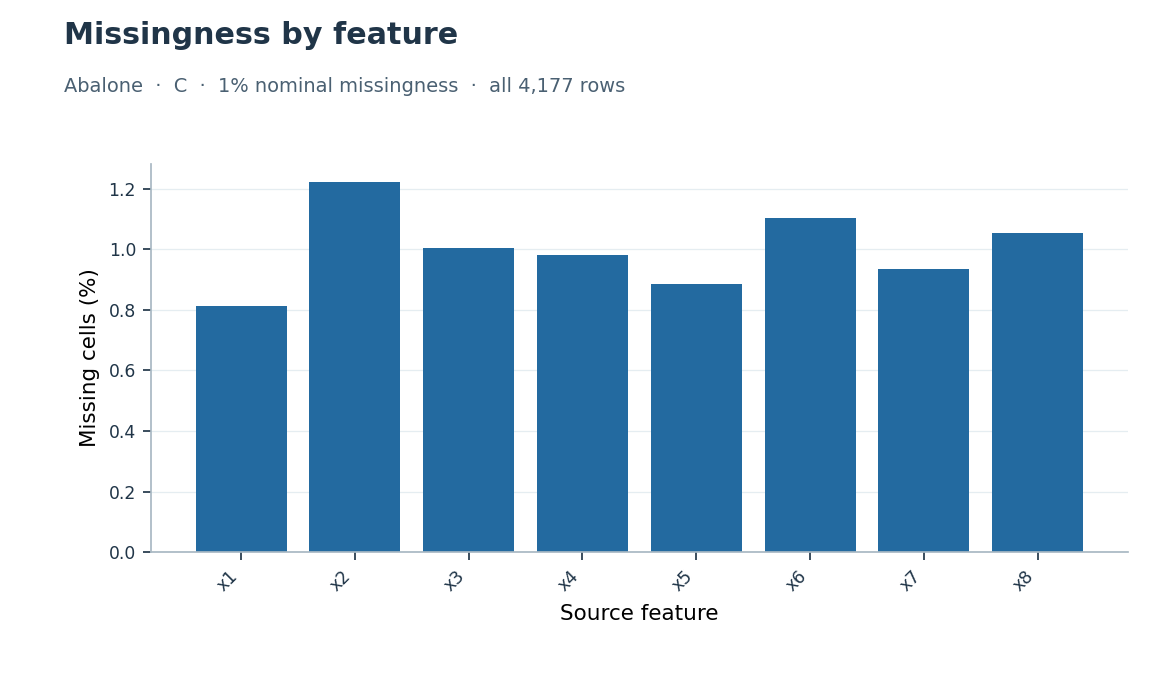 Missingness by feature
Abalone · C · 1% nominal missingness · all 4,177 rows
1.2
1.0
0.8
0.6
0.4
0.2
0.0
Missing cells (%)
x1 x2 x3 x4 x5 x6 x7 x8
Source feature